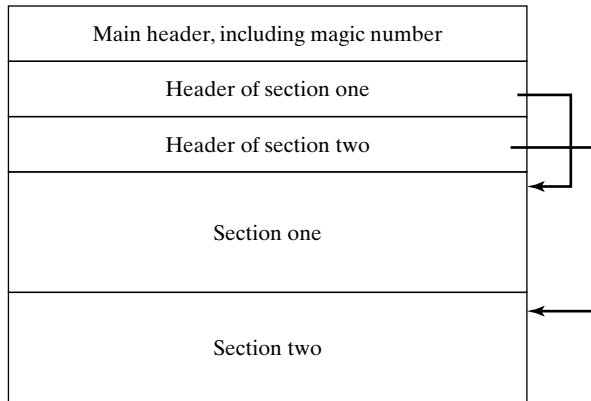 Main header, including magic number
Header of section one
Header of section two
Section one
Section two